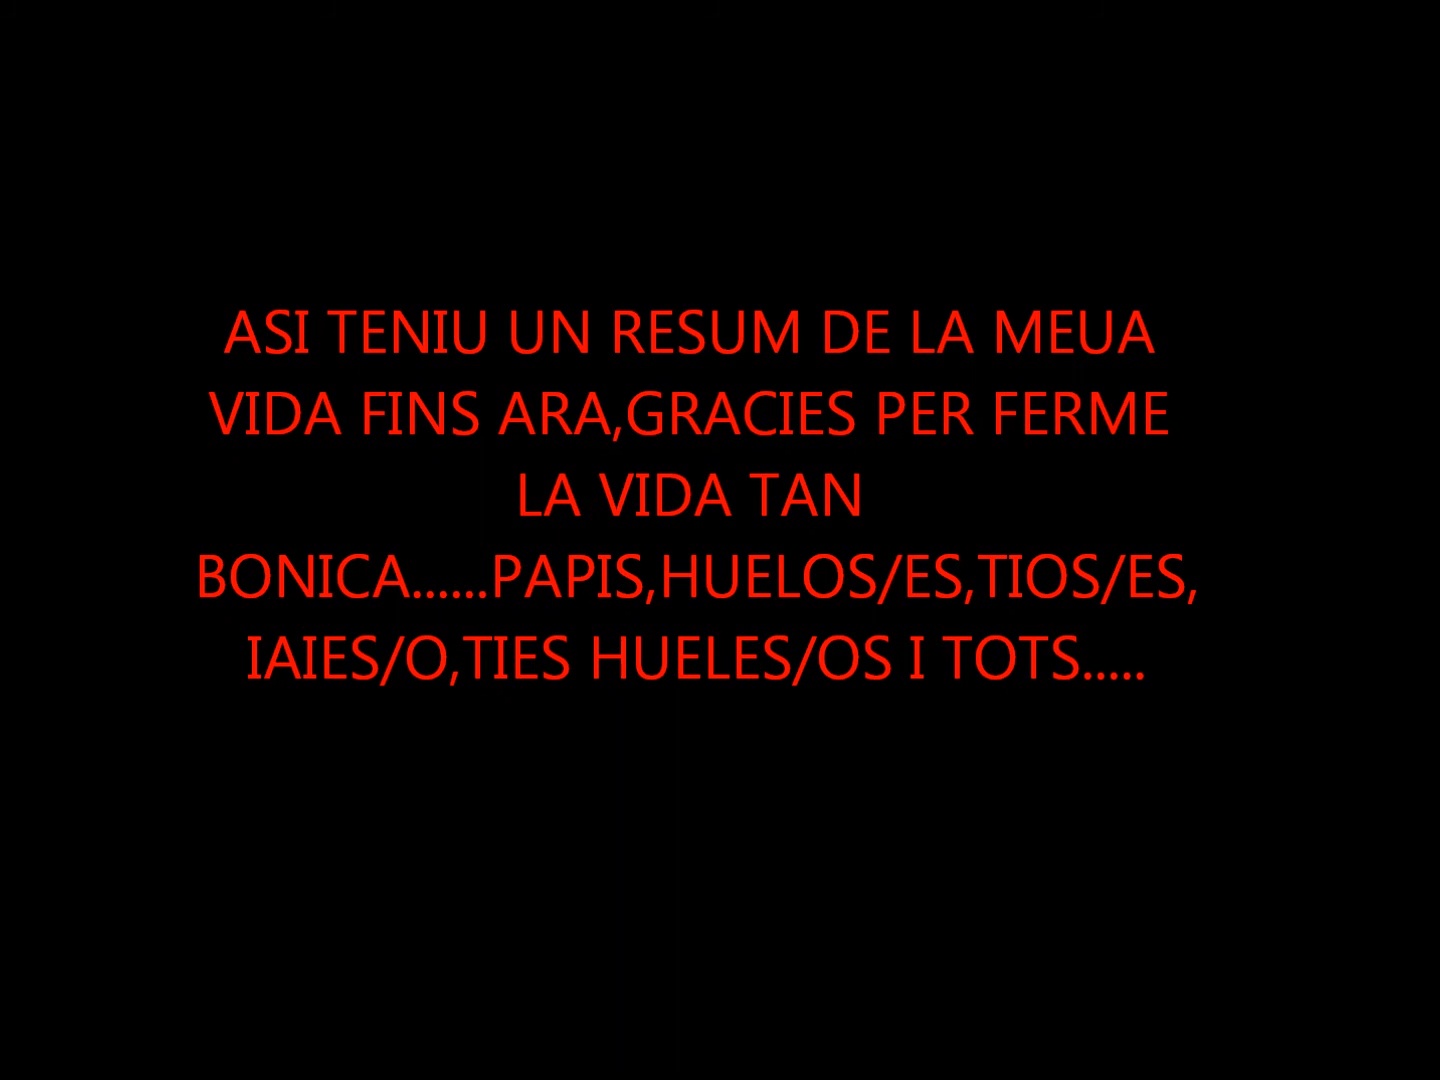 ASI TENIU UN RESUM DE LA MEUA
VIDA FINS ARA,GRACIES PER FERME
LA VIDA TAN
BONICA......PAPIS,HUELOS/ES,TIOS/ES,
IAIES/O,TIES HUELES/OS I TOTS.....